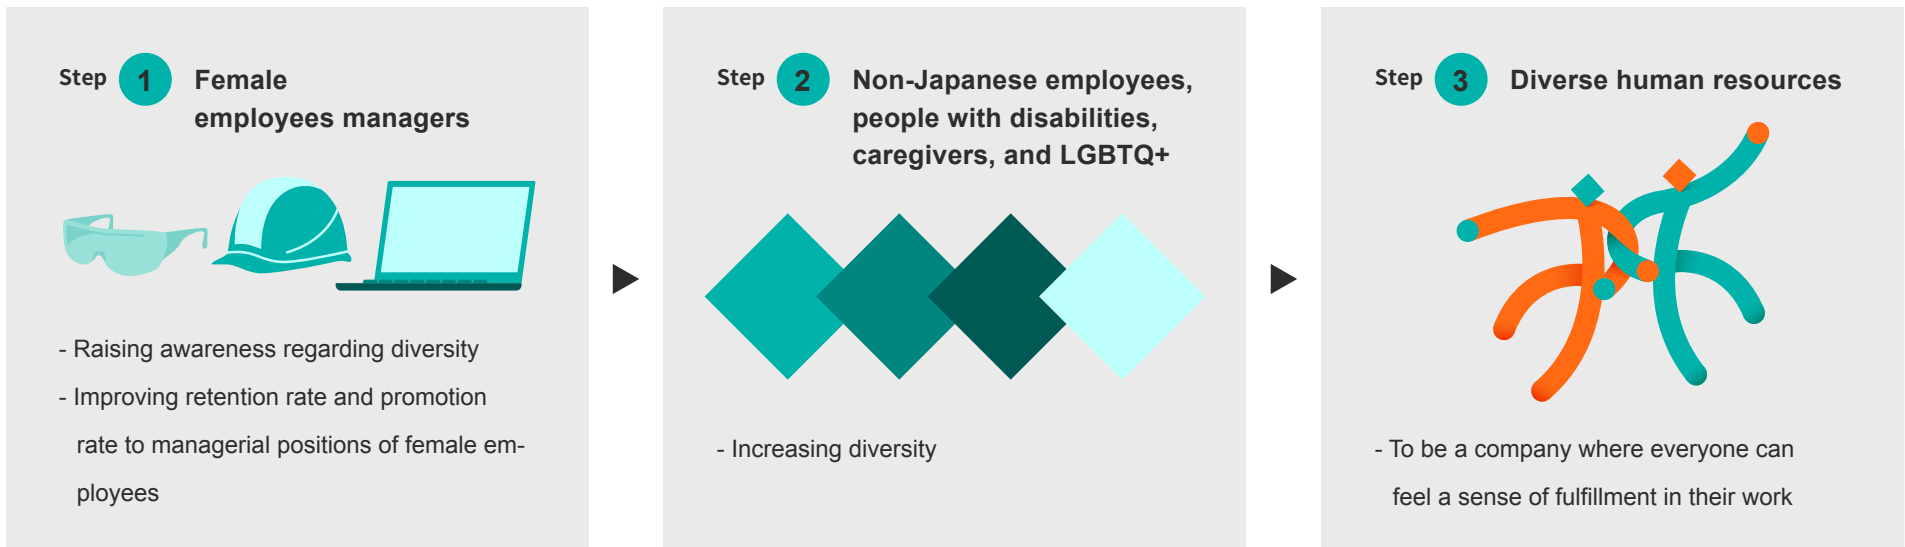 Step 1 Female
employees managers
- Raising awareness regarding diversity
- Improving retention rate and promotion
rate to managerial positions of female em-
ployees
Step 2 Non-Japanese employees,
people with disabilities,
caregivers, and LGBTQ+
- Increasing diversity
Step 3 Diverse human resources
- To be a company where everyone can
feel a sense of fulfillment in their work